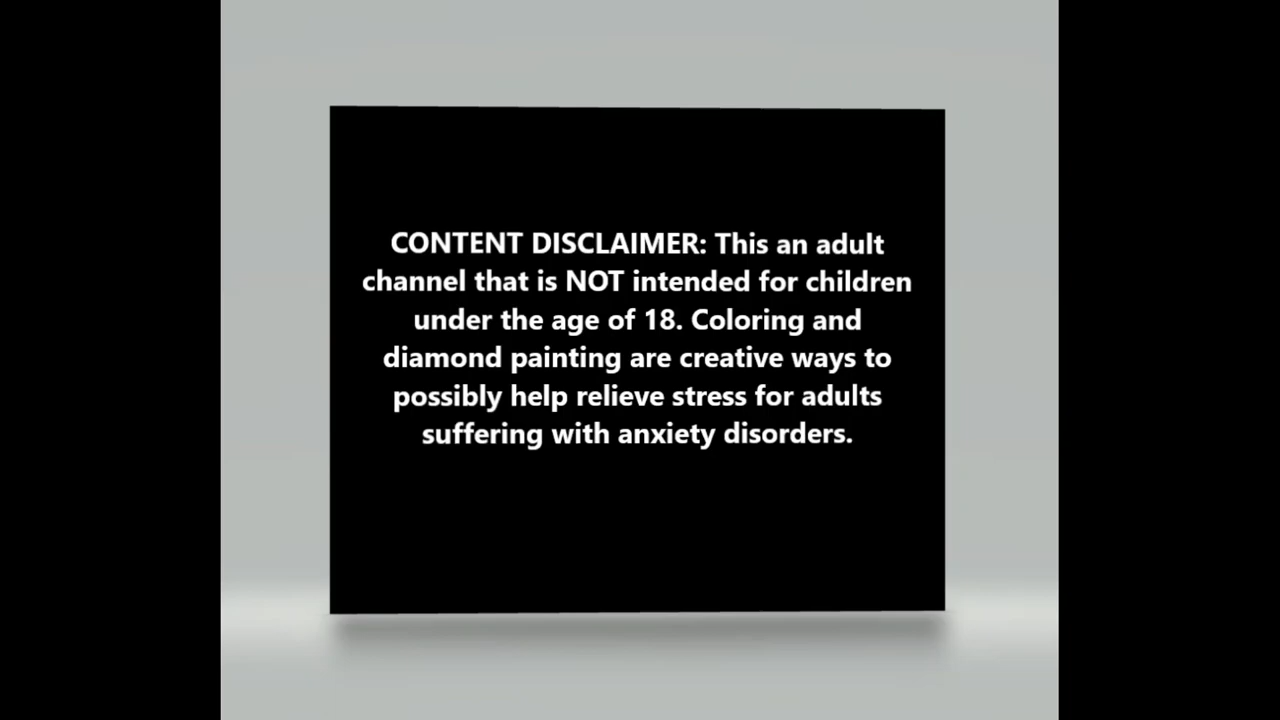 CONTENT DISCLAIMER: This an adult
channel that is NOT intended for children
under the age of 18. Coloring and
diamond painting are creative ways to
possibly help relieve stress for adults
suffering with anxiety disorders.